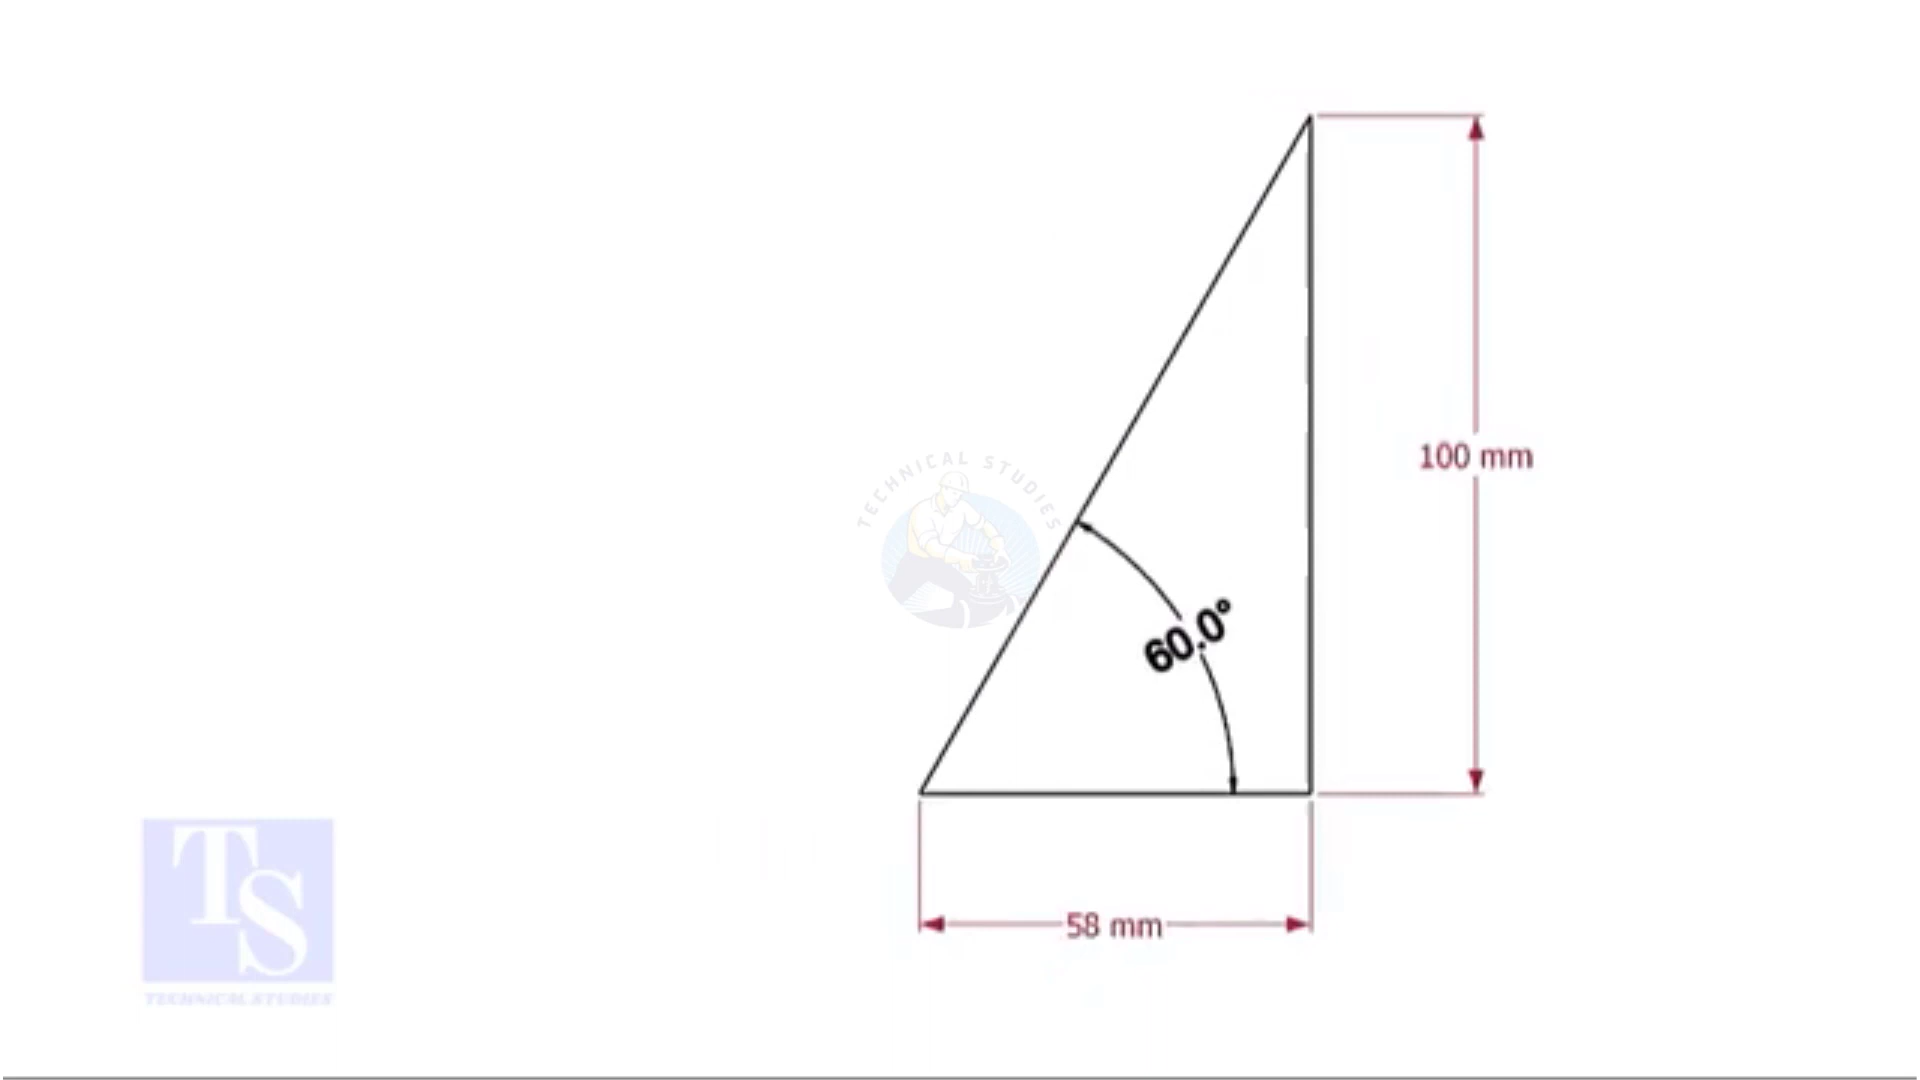 100 mm
TECHNICAL STUDIES
60.0°
TS
58 mm
TECHNICAL STUDIES